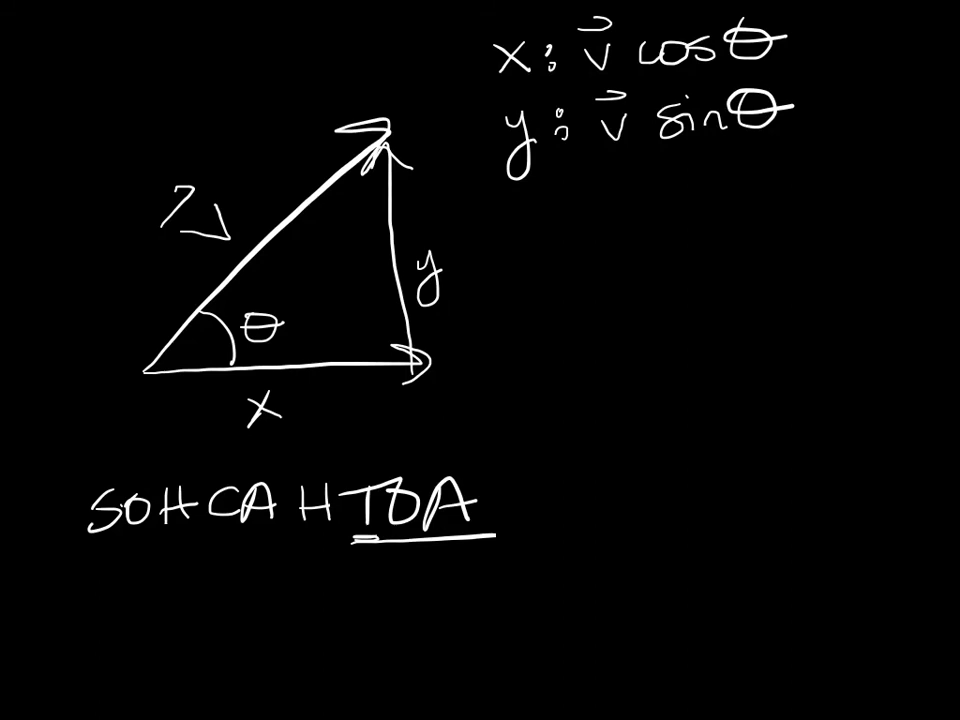 x : v⃗ cosθ
y : v⃗ sinθ
v⃗
y
θ
x
SOHCAHTOA